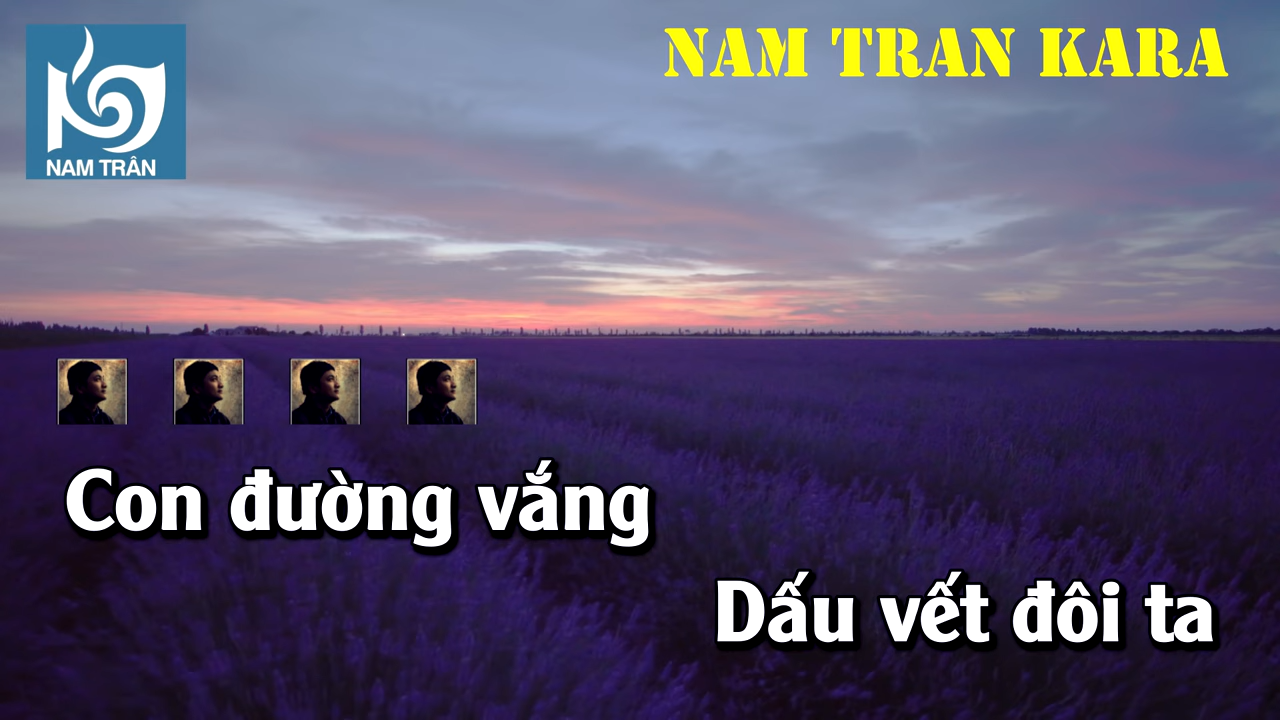 NAM TRAN KARA
NAM TRÂN
Con đường vắng
Dấu vết đôi ta